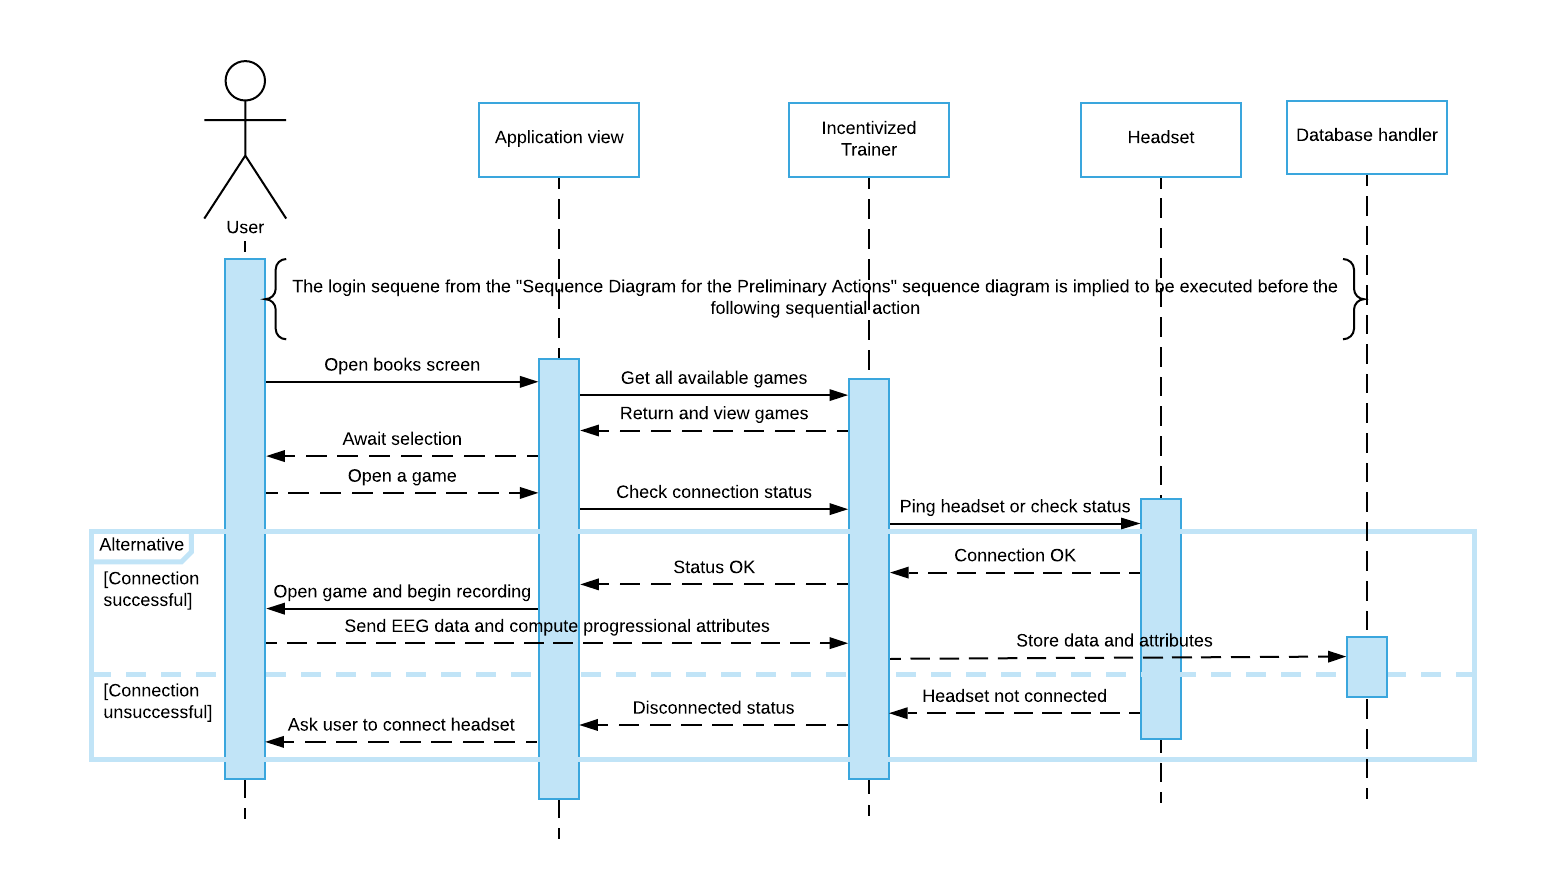 Application view
Incentivized
Trainer
Headset
Database handler
User
The login sequene from the "Sequence Diagram for the Preliminary Actions" sequence diagram is implied to be executed before the
following sequential action
Open books screen
Get all available games
Return and view games
Await selection
Open a game
Check connection status
Ping headset or check status
Alternative
[Connection
successful]
Connection OK
Status OK
Open game and begin recording
Send EEG data and compute progressional attributes
Store data and attributes
[Connection
unsuccessful]
Headset not connected
Disconnected status
Ask user to connect headset